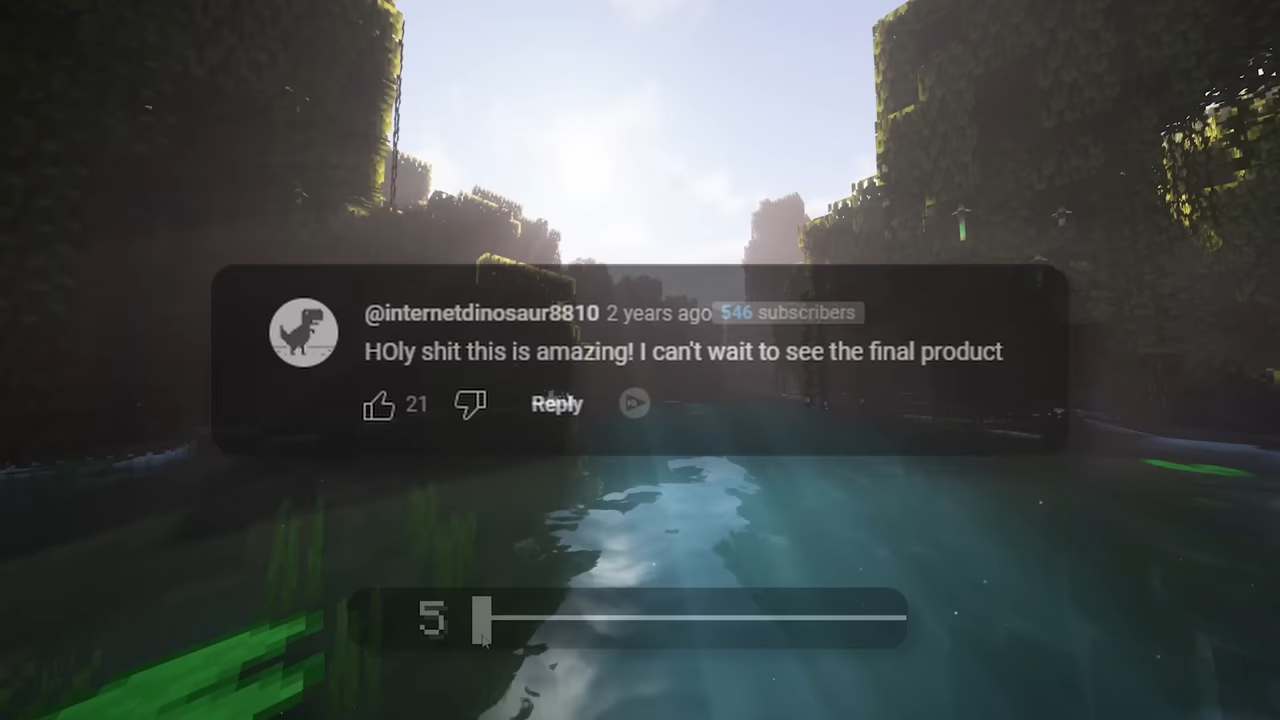 @internetdinosaur8810 2 years ago 546 subscribers
HOly shit this is amazing! I can't wait to see the final product
21 Reply
5